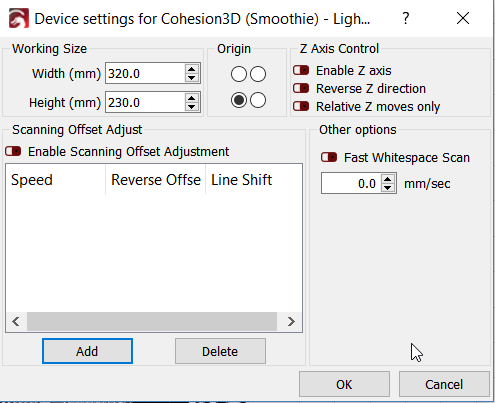 Device settings for Cohesion3D (Smoothie) - Ligh...
Working Size
Width (mm) 320.0
Height (mm) 230.0
Origin
Z Axis Control
Enable Z axis
Reverse Z direction
Relative Z moves only
Scanning Offset Adjust
Enable Scanning Offset Adjustment
Speed Reverse Offse Line Shift
Add Delete
Other options
Fast Whitespace Scan
0.0 mm/sec
OK Cancel